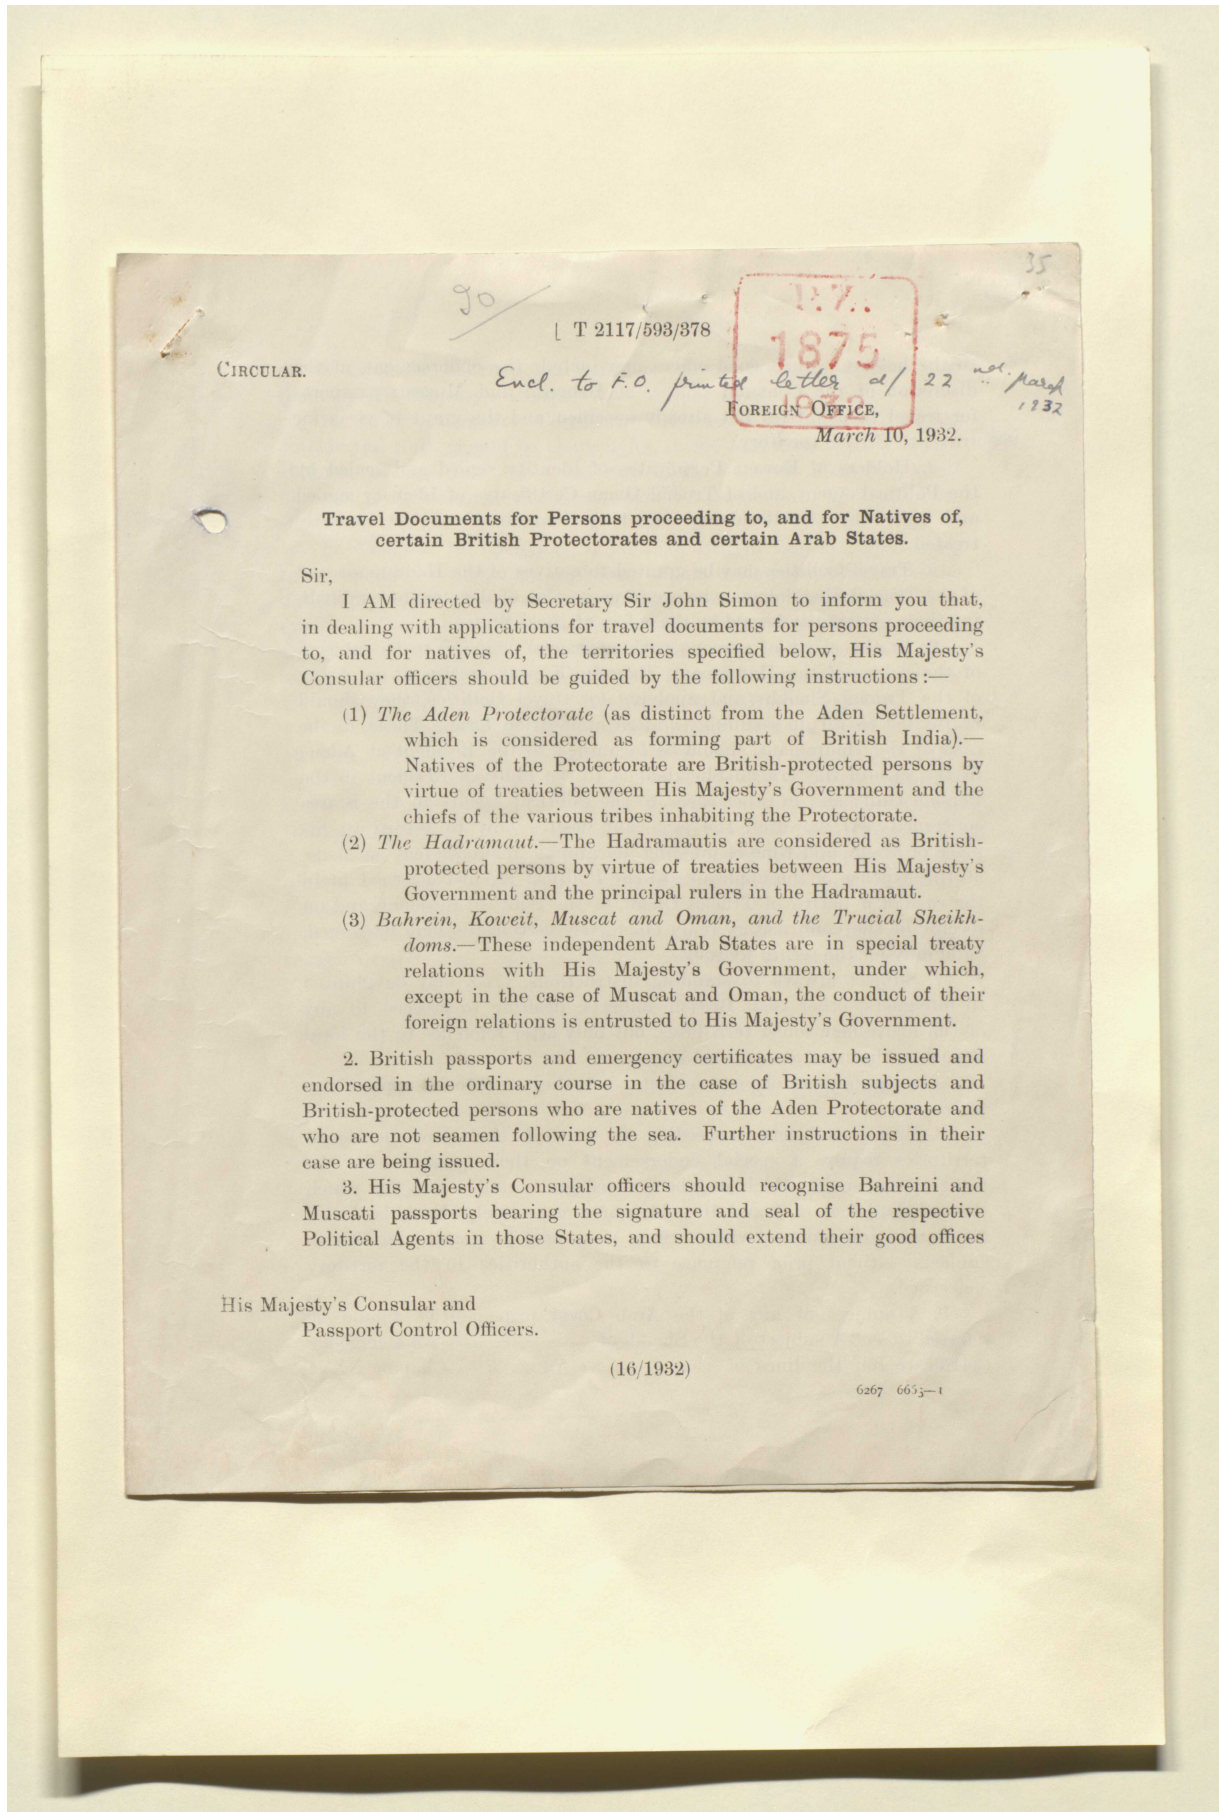 35
90
T 2117/593/378
P.Z.
1875
1932
CIRCULAR.
Encl. to F.O. printed letter d/ 22nd. March
1932
FOREIGN OFFICE,
March 10, 1932.
Travel Documents for Persons proceeding to, and for Natives of,
certain British Protectorates and certain Arab States.
Sir,
I AM directed by Secretary Sir John Simon to inform you that,
in dealing with applications for travel documents for persons proceeding
to, and for natives of, the territories specified below, His Majesty's
Consular officers should be guided by the following instructions:—
(1) The Aden Protectorate (as distinct from the Aden Settlement,
which is considered as forming part of British India).—
Natives of the Protectorate are British-protected persons by
virtue of treaties between His Majesty's Government and the
chiefs of the various tribes inhabiting the Protectorate.
(2) The Hadramaut.—The Hadramautis are considered as British-
protected persons by virtue of treaties between His Majesty's
Government and the principal rulers in the Hadramaut.
(3) Bahrein, Koweit, Muscat and Oman, and the Trucial Sheikh-
doms.—These independent Arab States are in special treaty
relations with His Majesty's Government, under which,
except in the case of Muscat and Oman, the conduct of their
foreign relations is entrusted to His Majesty's Government.
2. British passports and emergency certificates may be issued and
endorsed in the ordinary course in the case of British subjects and
British-protected persons who are natives of the Aden Protectorate and
who are not seamen following the sea. Further instructions in their
case are being issued.
3. His Majesty's Consular officers should recognise Bahreini and
Muscati passports bearing the signature and seal of the respective
Political Agents in those States, and should extend their good offices
His Majesty's Consular and
Passport Control Officers.
(16/1932)
6267